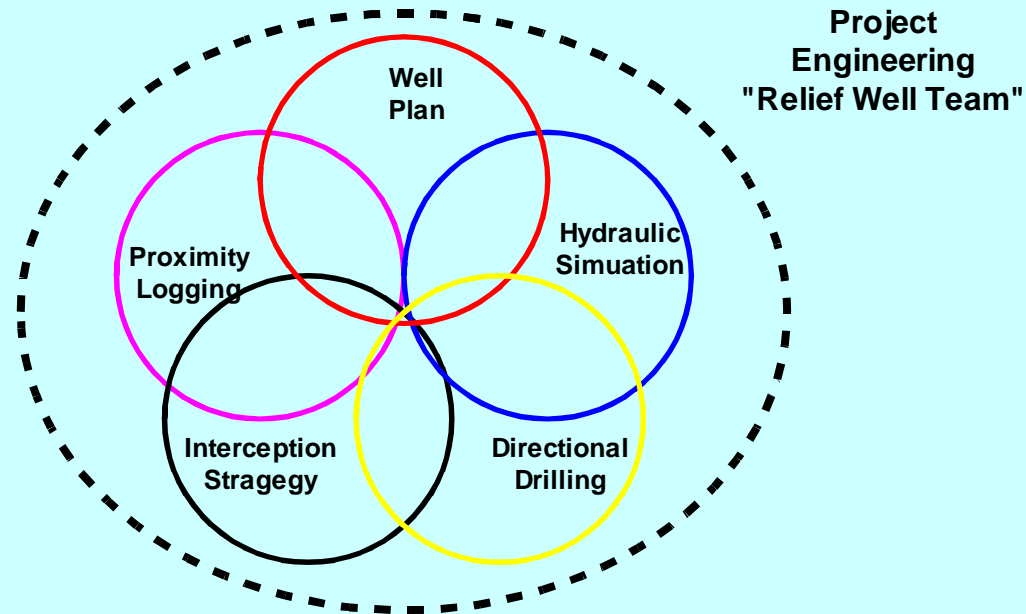 Project
Engineering
"Relief Well Team"
Well
Plan
Hydraulic
Simuation
Proximity
Logging
Interception
Stragegy
Directional
Drilling